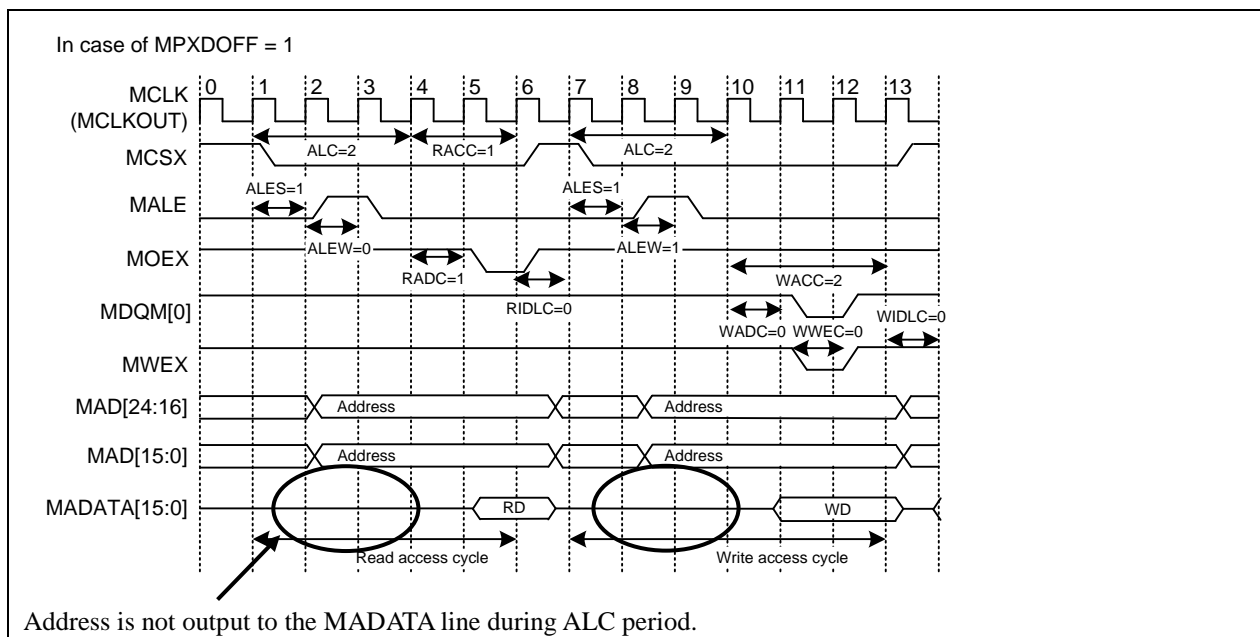 In case of MPXDOFF = 1
0 1 2 3 4 5 6 7 8 9 10 11 12 13
MCLK
(MCLKOUT)
ALC=2 RACC=1 ALC=2
MCSX
ALES=1 ALES=1
MALE
ALEW=0 ALEW=1
MOEX
RADC=1 WACC=2
RIDLC=0
MDQM[0]
WADC=0 WWEC=0 WIDLC=0
MWEX
MAD[24:16] Address Address
MAD[15:0] Address Address
MADATA[15:0] RD WD
Read access cycle Write access cycle
Address is not output to the MADATA line during ALC period.